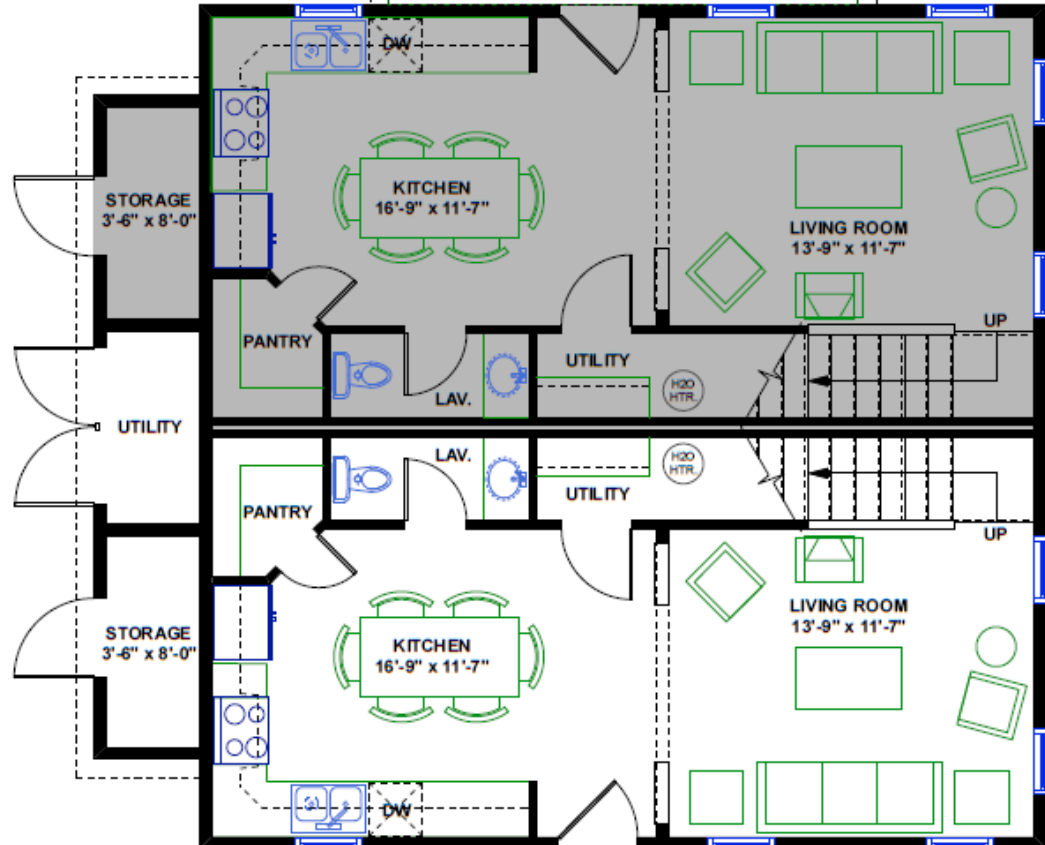 DW
KITCHEN
16'-9" x 11'-7"
STORAGE
3'-6" x 8'-0"
LIVING ROOM
13'-9" x 11'-7"
UP
PANTRY
UTILITY
LAV.
H2O
HTR.
UTILITY
LAV.
H2O
HTR.
UTILITY
PANTRY
UP
LIVING ROOM
13'-9" x 11'-7"
STORAGE
3'-6" x 8'-0"
KITCHEN
16'-9" x 11'-7"
DW